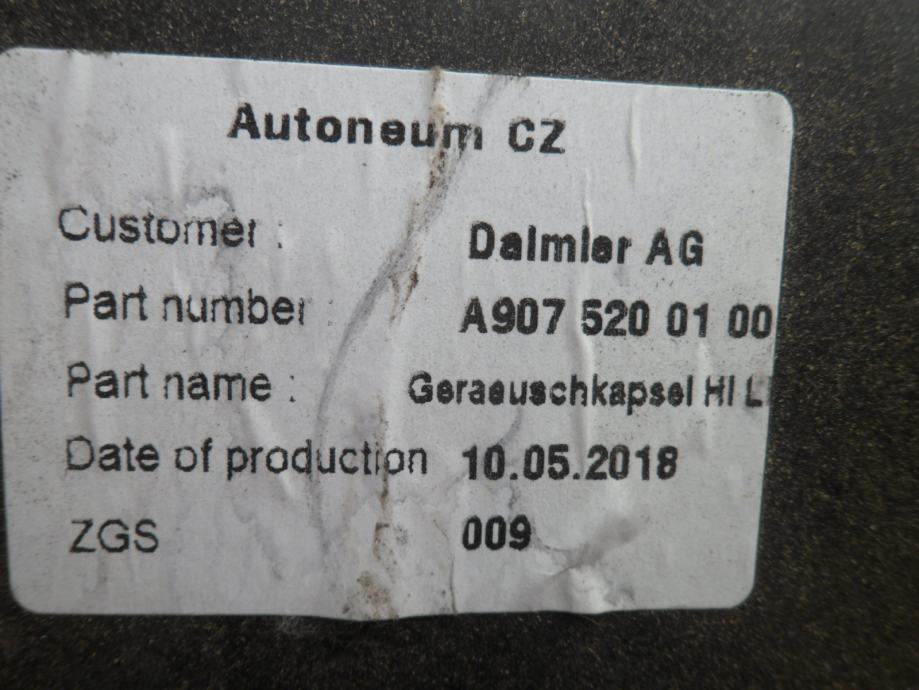 Autoneum CZ
Customer : Daimler AG
Part number A907 520 01 00
Part name : Geraeuschkapsel HI L
Date of production 10.05.2018
ZGS 009